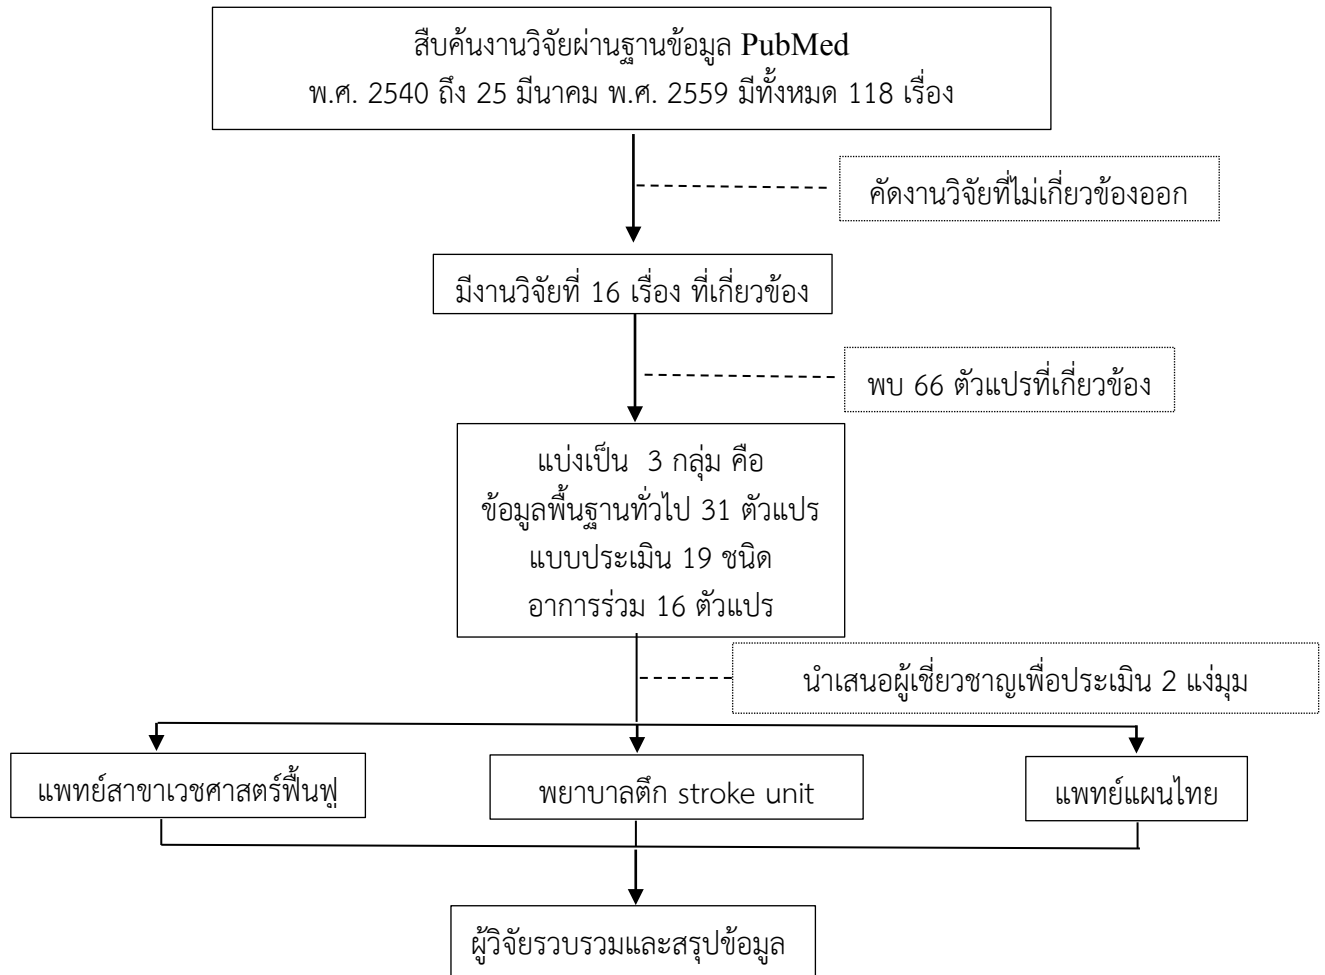 สืบค้นงานวิจัยผ่านฐานข้อมูล PubMed
พ.ศ. 2540 ถึง 25 มีนาคม พ.ศ. 2559 มีทั้งหมด 118 เรื่อง
คัดงานวิจัยที่ไม่เกี่ยวข้องออก
มีงานวิจัยที่ 16 เรื่อง ที่เกี่ยวข้อง
พบ 66 ตัวแปรที่เกี่ยวข้อง
แบ่งเป็น 3 กลุ่ม คือ
ข้อมูลพื้นฐานทั่วไป 31 ตัวแปร
แบบประเมิน 19 ชนิด
อาการร่วม 16 ตัวแปร
นำเสนอผู้เชี่ยวชาญเพื่อประเมิน 2 แง่มุม
แพทย์สาขาเวชศาสตร์ฟื้นฟู
พยาบาลตึก stroke unit
แพทย์แผนไทย
ผู้วิจัยรวบรวมและสรุปข้อมูล